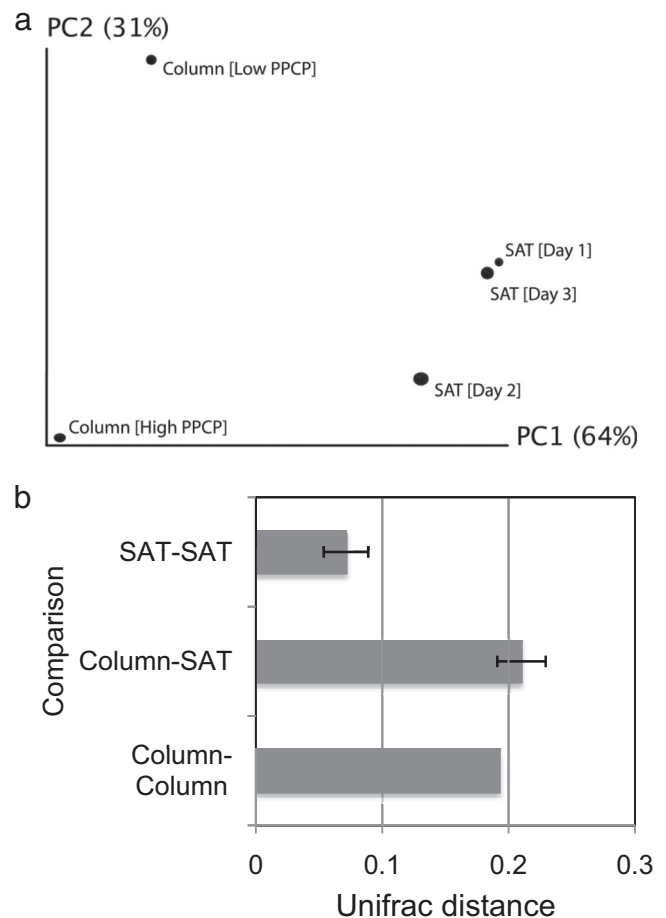 a
PC2 (31%)
Column [Low PPCP]
SAT [Day 1]
SAT [Day 3]
SAT [Day 2]
Column [High PPCP]
PC1 (64%)
b
Comparison
SAT-SAT
Column-SAT
Column-
Column
0 0.1 0.2 0.3
Unifrac distance